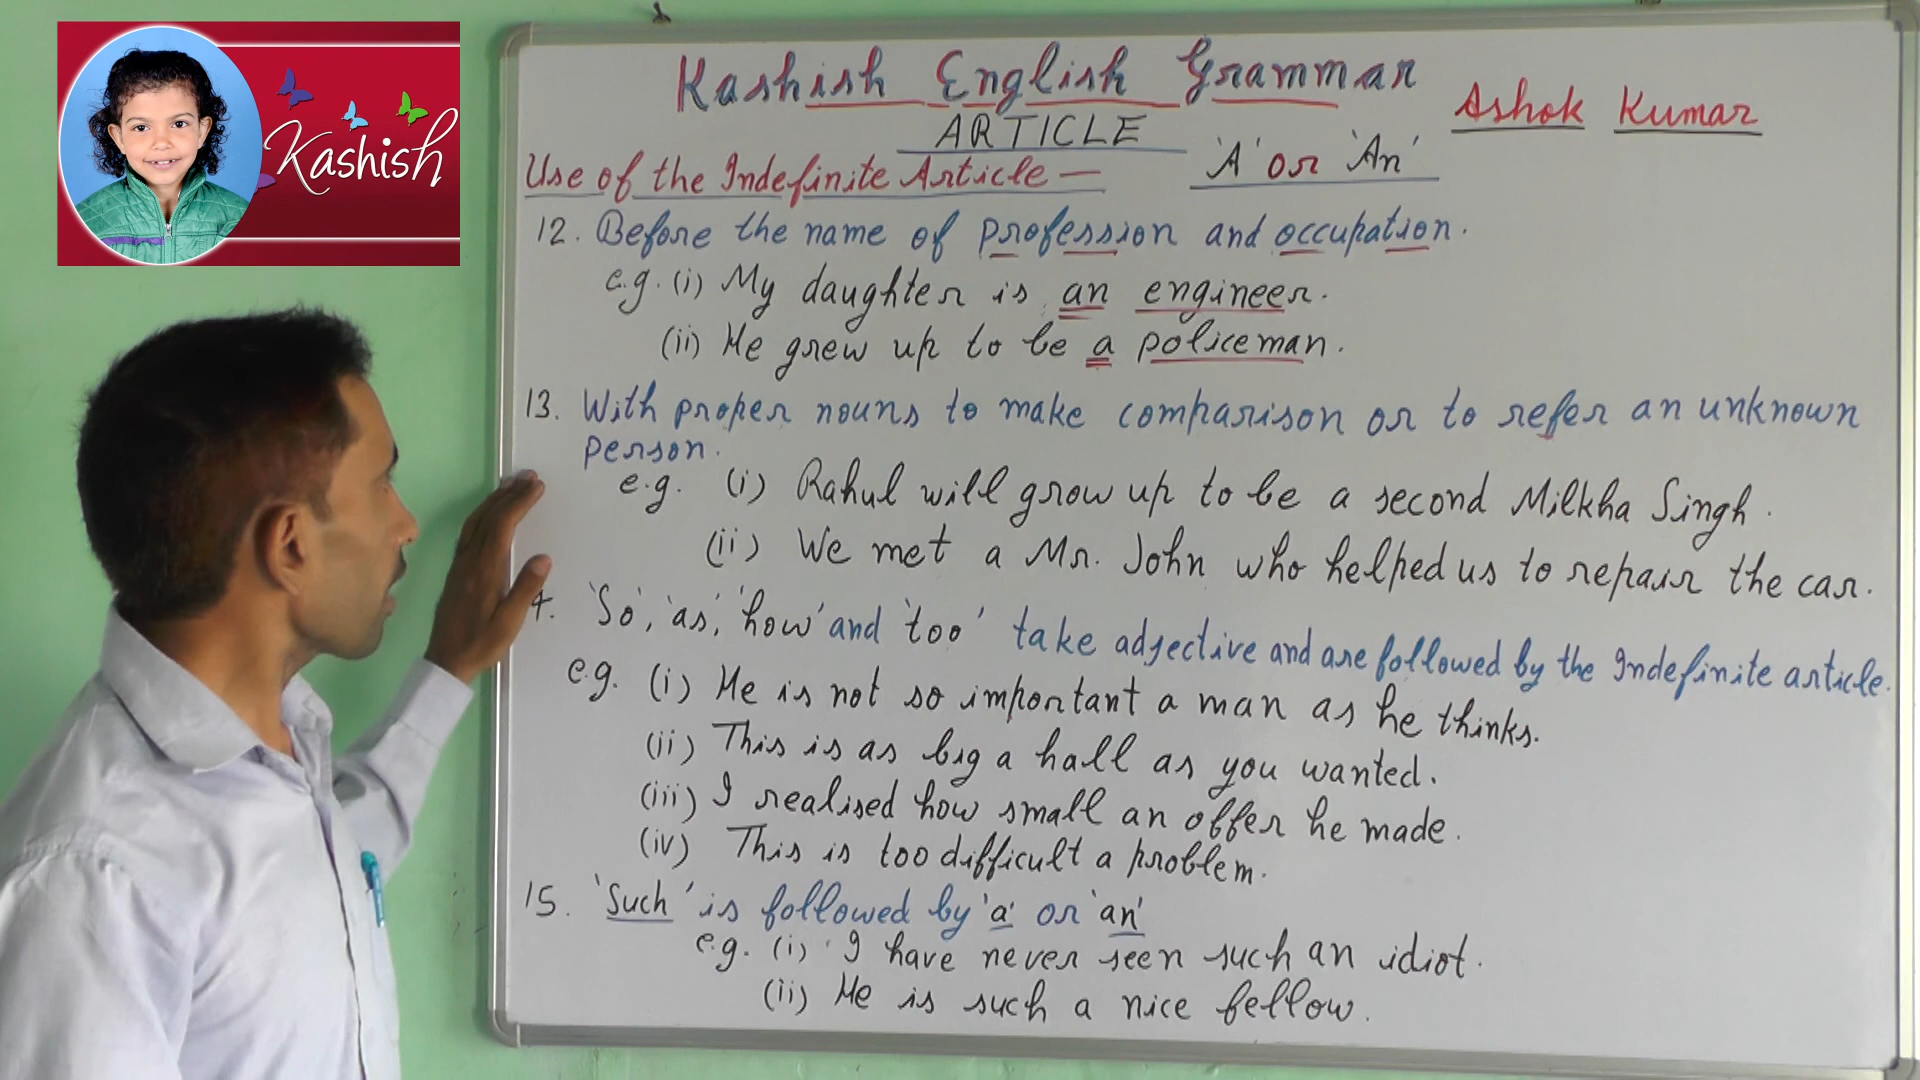 Kashish
Kashish English Grammar
Ashok Kumar
ARTICLE
Use of the Indefinite Article — 'A' or 'An'
12. Before the name of profession and occupation.
e.g. (i) My daughter is an engineer.
(ii) He grew up to be a policeman.
13. With proper nouns to make comparison or to refer an unknown
person.
e.g. (i) Rahul will grow up to be a second Milkha Singh.
(ii) We met a Mr. John who helped us to repair the car.
4. 'So', 'as', 'how' and 'too' take adjective and are followed by the Indefinite article.
e.g. (i) He is not so important a man as he thinks.
(ii) This is as big a hall as you wanted.
(iii) I realised how small an offer he made.
(iv) This is too difficult a problem.
15. 'Such' is followed by 'a' or 'an'
e.g. (i) I have never seen such an idiot.
(ii) He is such a nice fellow.